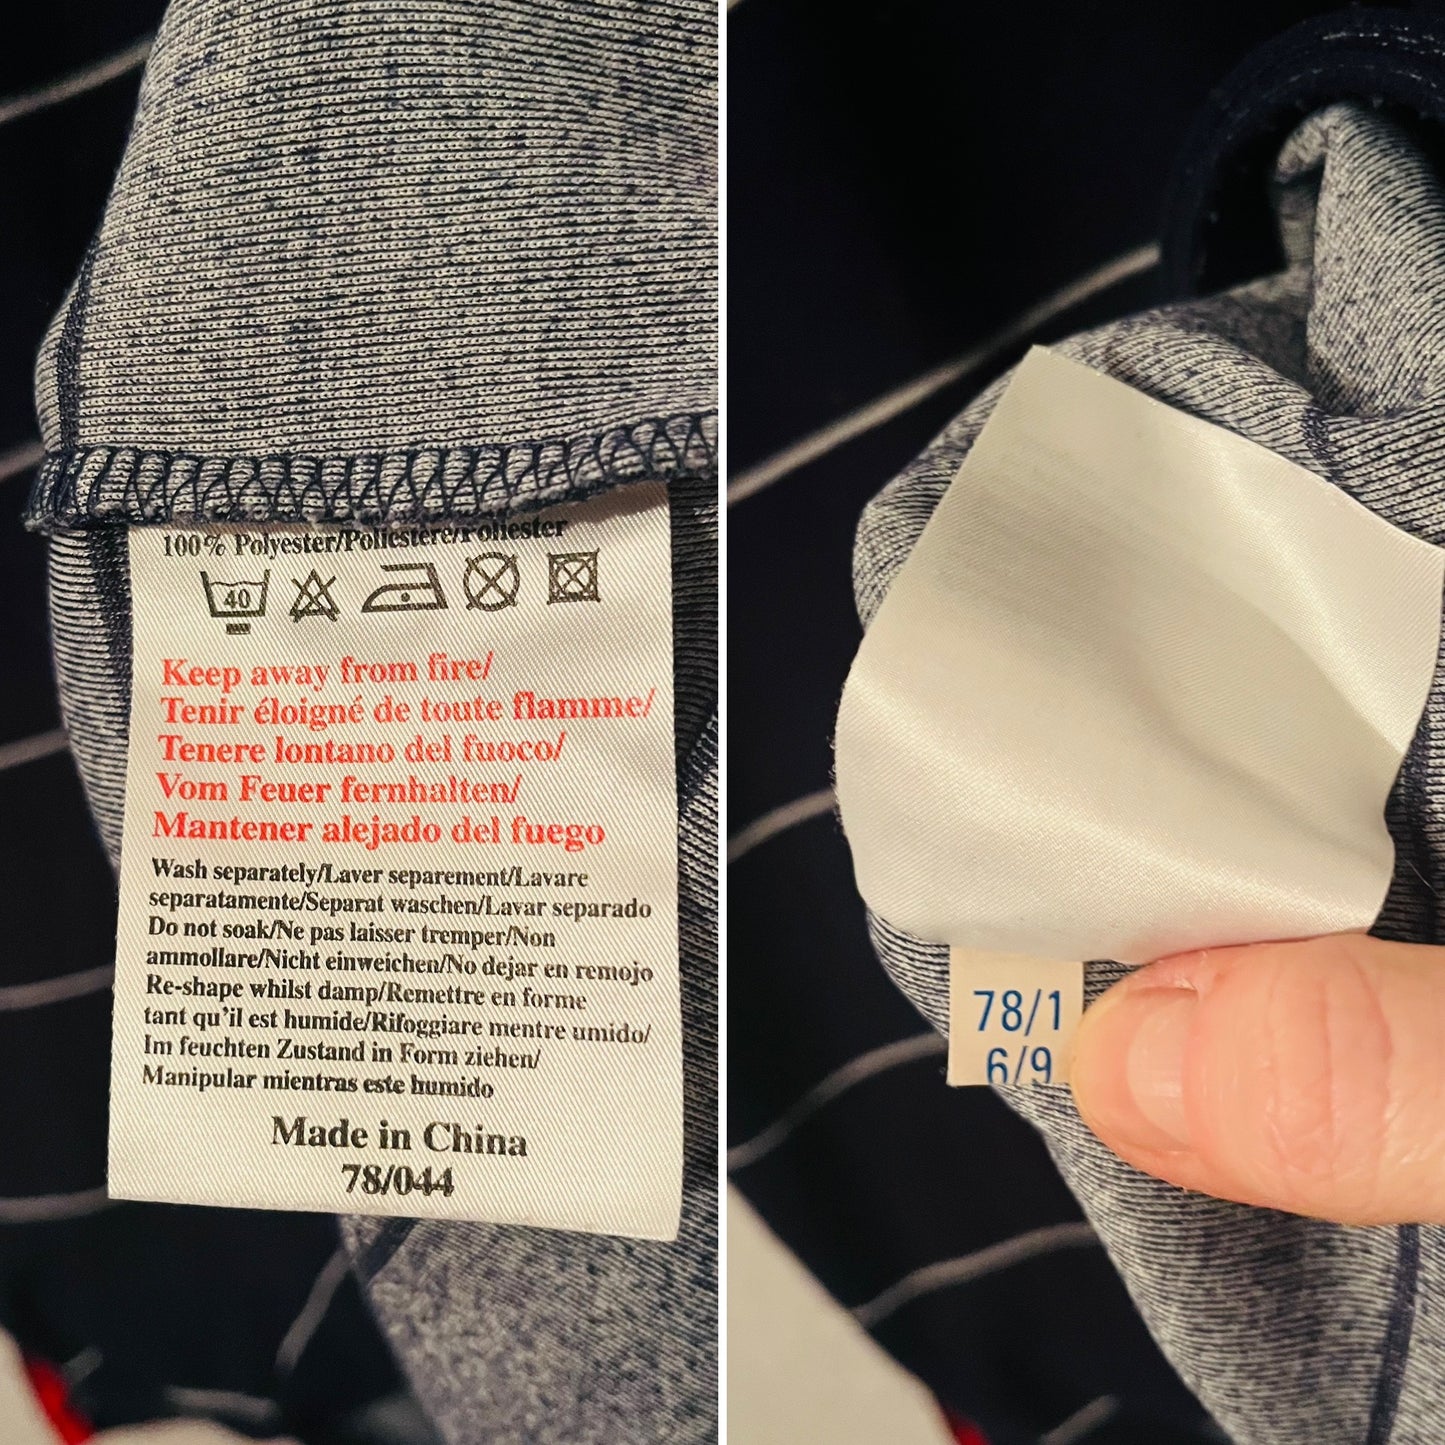 100% Polyester/Poliestere/Poliester
40
Keep away from fire/
Tenir éloigné de toute flamme/
Tenere lontano del fuoco/
Vom Feuer fernhalten/
Mantener alejado del fuego
Wash separately/Laver separement/Lavare
separatamente/Separat waschen/Lavar separado
Do not soak/Ne pas laisser tremper/Non
ammollare/Nicht einweichen/No dejar en remojo
Re-shape whilst damp/Remettre en forme
tant qu'il est humide/Rifoggiare mentre umido/
Im feuchten Zustand in Form ziehen/
Manipular mientras este humido
Made in China
78/044
78/1
6/9